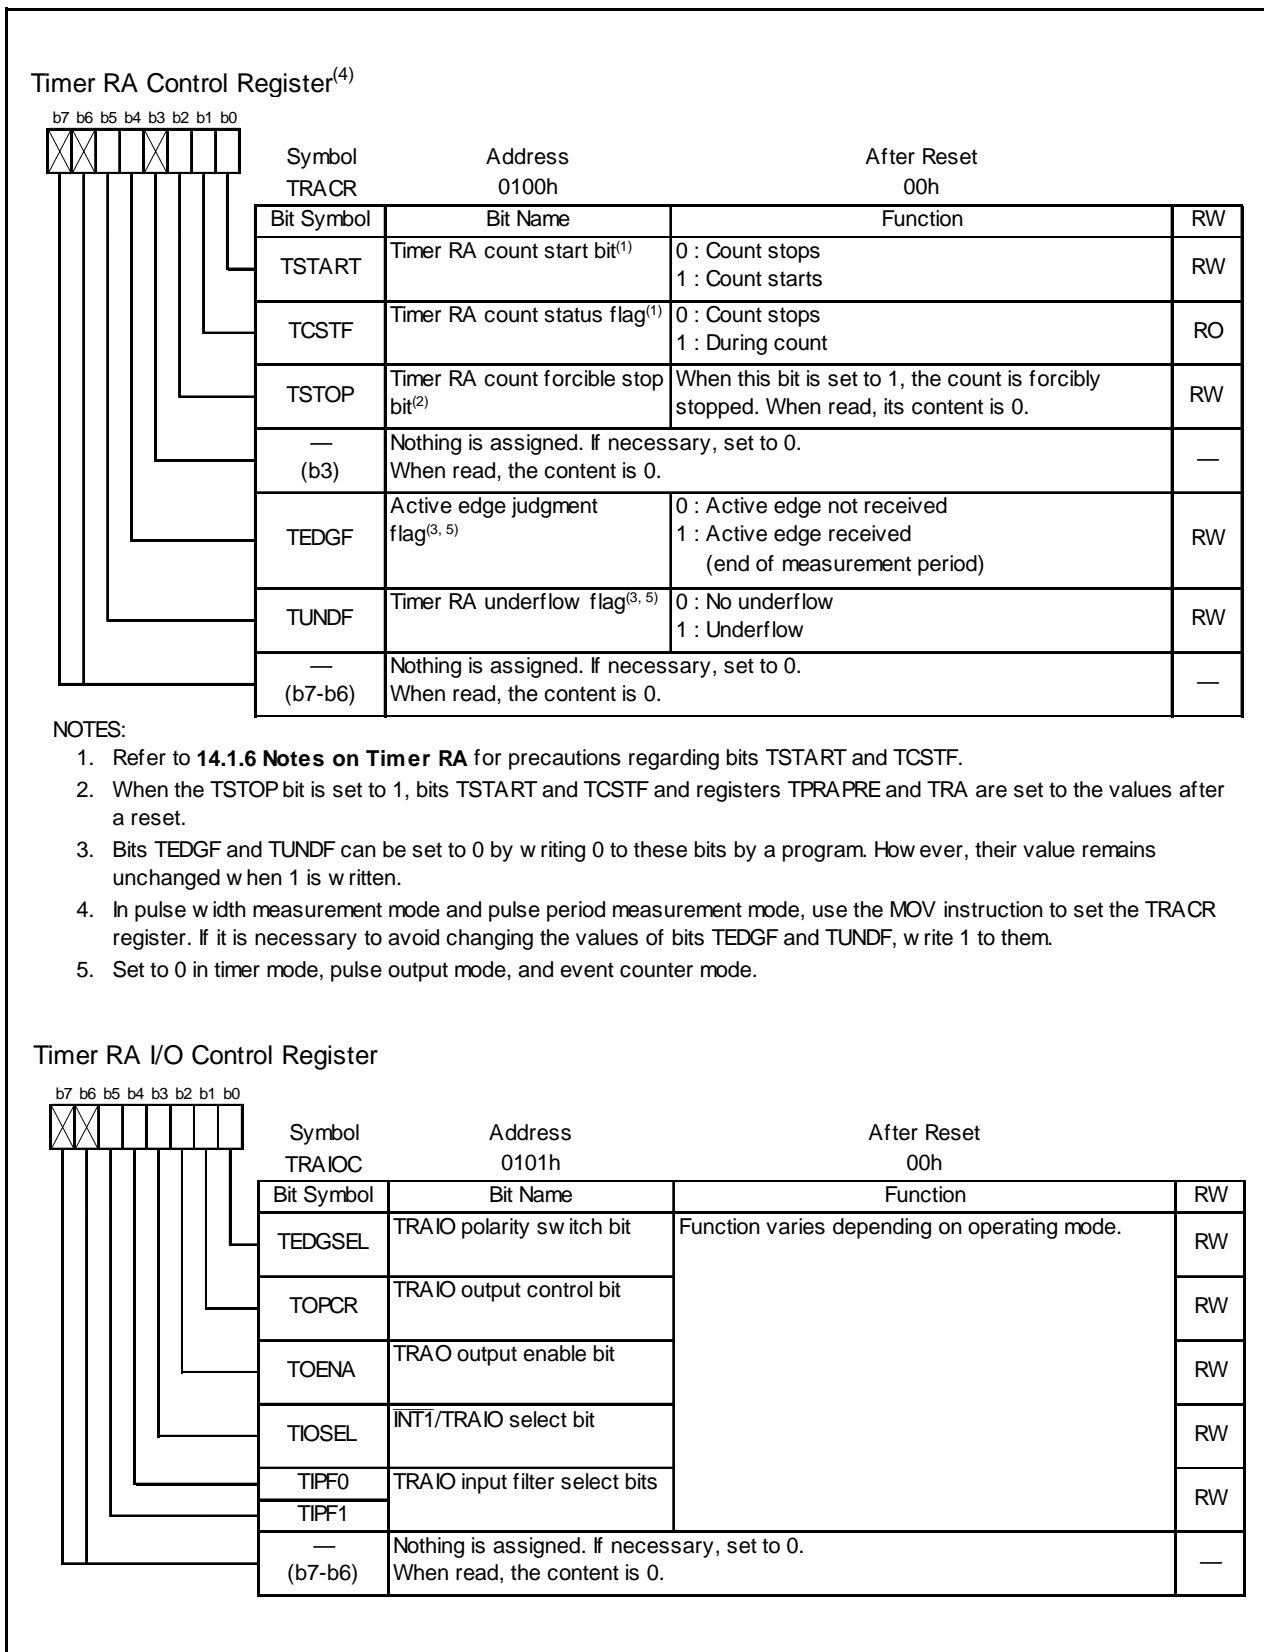 Timer RA Control Register(4)
b7 b6 b5 b4 b3 b2 b1 b0
Symbol Address After Reset
TRACR 0100h 00h
Bit Symbol Bit Name Function RW
TSTART Timer RA count start bit(1) 0 : Count stops
1 : Count starts RW
TCSTF Timer RA count status flag(1) 0 : Count stops
1 : During count RO
TSTOP Timer RA count forcible stop bit(2) When this bit is set to 1, the count is forcibly
stopped. When read, its content is 0. RW
—
(b3) Nothing is assigned. If necessary, set to 0.
When read, the content is 0. —
TEDGF Active edge judgment flag(3, 5) 0 : Active edge not received
1 : Active edge received
(end of measurement period) RW
TUNDF Timer RA underflow flag(3, 5) 0 : No underflow
1 : Underflow RW
—
(b7-b6) Nothing is assigned. If necessary, set to 0.
When read, the content is 0. —
NOTES:
1. Refer to 14.1.6 Notes on Timer RA for precautions regarding bits TSTART and TCSTF.
2. When the TSTOP bit is set to 1, bits TSTART and TCSTF and registers TPRAPRE and TRA are set to the values after
a reset.
3. Bits TEDGF and TUNDF can be set to 0 by writing 0 to these bits by a program. However, their value remains
unchanged when 1 is written.
4. In pulse width measurement mode and pulse period measurement mode, use the MOV instruction to set the TRACR
register. If it is necessary to avoid changing the values of bits TEDGF and TUNDF, write 1 to them.
5. Set to 0 in timer mode, pulse output mode, and event counter mode.
Timer RA I/O Control Register
b7 b6 b5 b4 b3 b2 b1 b0
Symbol Address After Reset
TRAIOC 0101h 00h
Bit Symbol Bit Name Function RW
TEDGSEL TRAIO polarity switch bit Function varies depending on operating mode. RW
TOPCR TRAIO output control bit RW
TOENA TRAO output enable bit RW
TIOSEL INT1/TRAIO select bit RW
TIPF0 TRAIO input filter select bits RW
TIPF1
—
(b7-b6) Nothing is assigned. If necessary, set to 0.
When read, the content is 0. —